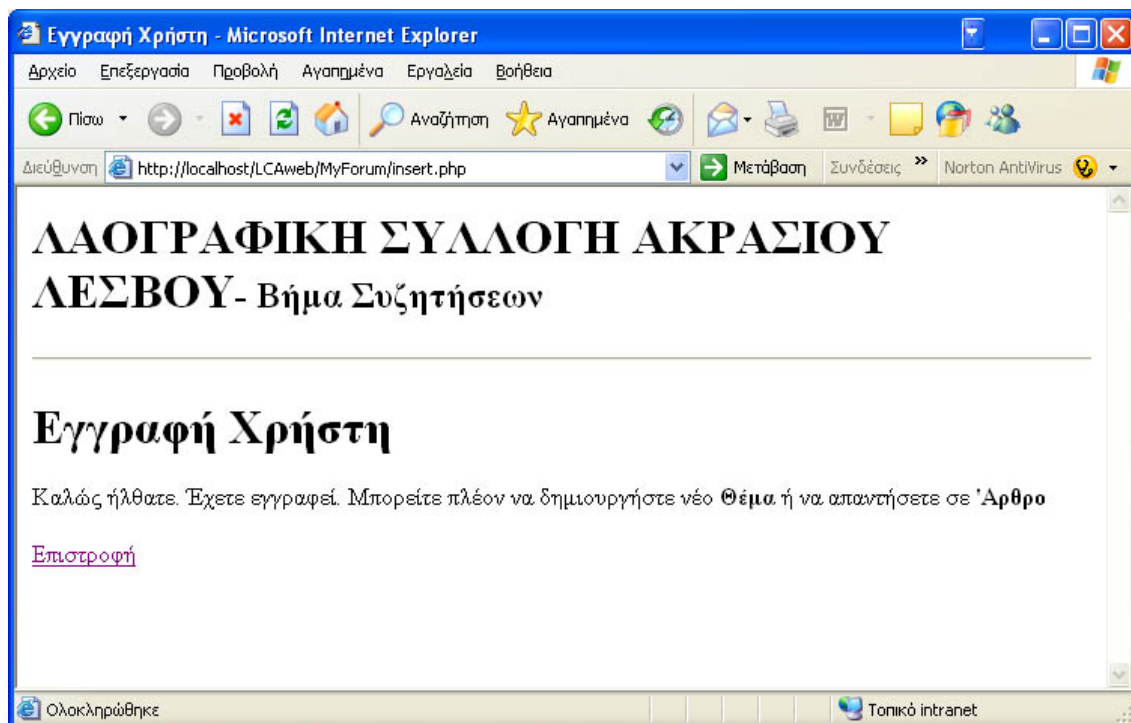 Εγγραφή Χρήστη - Microsoft Internet Explorer
Αρχείο Επεξεργασία Προβολή Αγαπημένα Εργαλεία Βοήθεια
Πίσω Αναζήτηση Αγαπημένα
Διεύθυνση http://localhost/LCAweb/MyForum/insert.php Μετάβαση Συνδέσεις » Norton AntiVirus
ΛΑΟΓΡΑΦΙΚΗ ΣΥΛΛΟΓΗ ΑΚΡΑΣΙΟΥ
ΛΕΣΒΟΥ- Βήμα Συζητήσεων
Εγγραφή Χρήστη
Καλώς ήλθατε. Έχετε εγγραφεί. Μπορείτε πλέον να δημιουργήστε νέο Θέμα ή να απαντήσετε σε 'Αρθρο
Επιστροφή
Ολοκληρώθηκε Τοπικό intranet